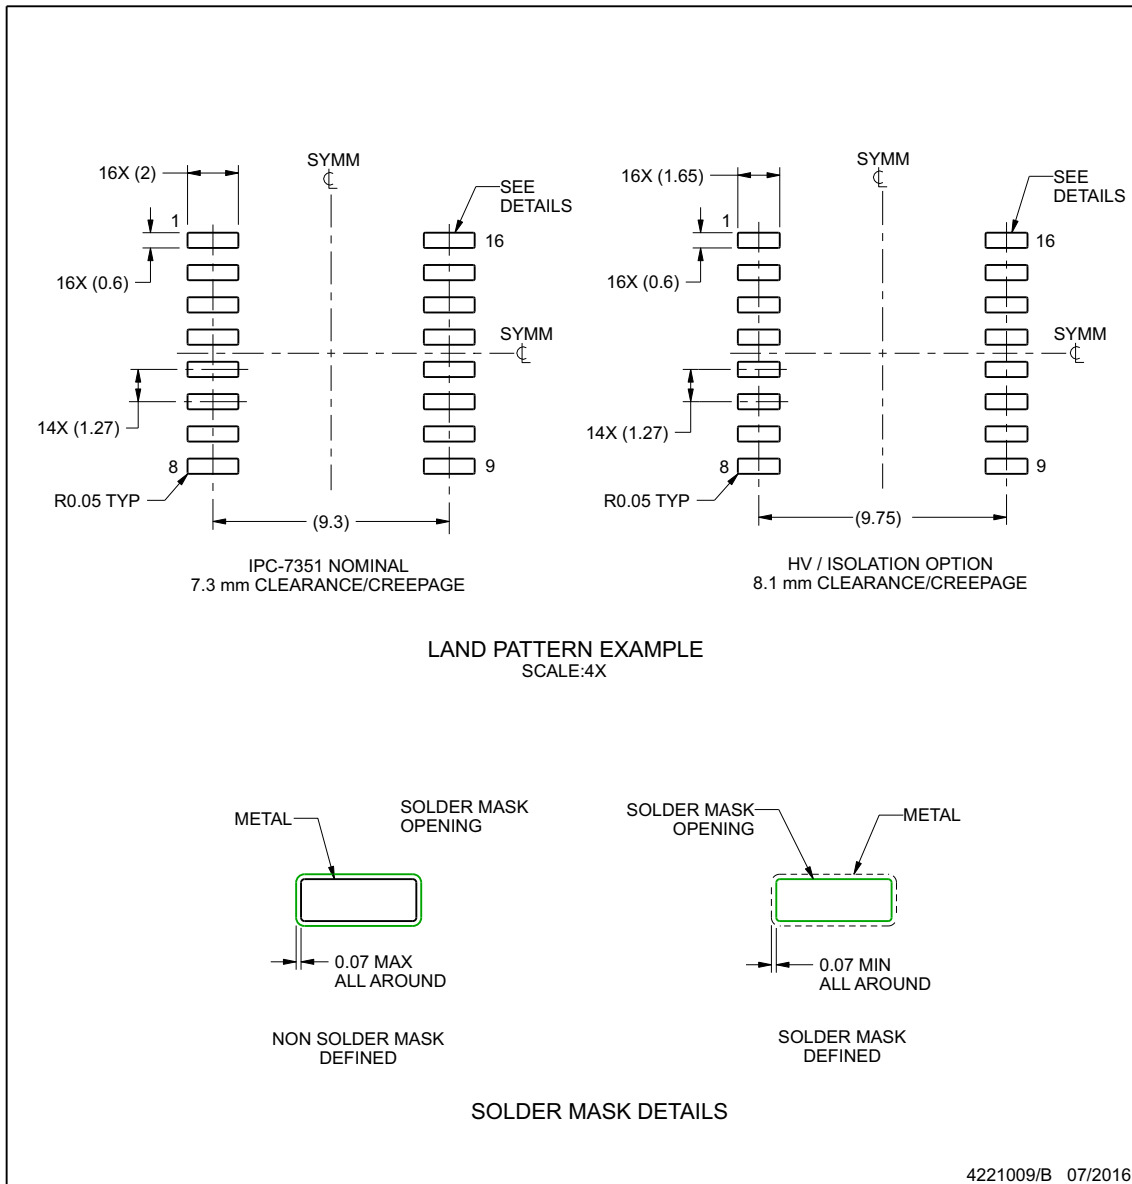 16X (2)
SYMM
SEE
DETAILS
1
16
16X (0.6)
SYMM
14X (1.27)
8
9
R0.05 TYP
(9.3)
IPC-7351 NOMINAL
7.3 mm CLEARANCE/CREEPAGE
16X (1.65)
SYMM
SEE
DETAILS
1
16
16X (0.6)
SYMM
14X (1.27)
8
9
R0.05 TYP
(9.75)
HV / ISOLATION OPTION
8.1 mm CLEARANCE/CREEPAGE
LAND PATTERN EXAMPLE
SCALE:4X
METAL
SOLDER MASK
OPENING
0.07 MAX
ALL AROUND
NON SOLDER MASK
DEFINED
SOLDER MASK
OPENING
METAL
0.07 MIN
ALL AROUND
SOLDER MASK
DEFINED
SOLDER MASK DETAILS
4221009/B 07/2016